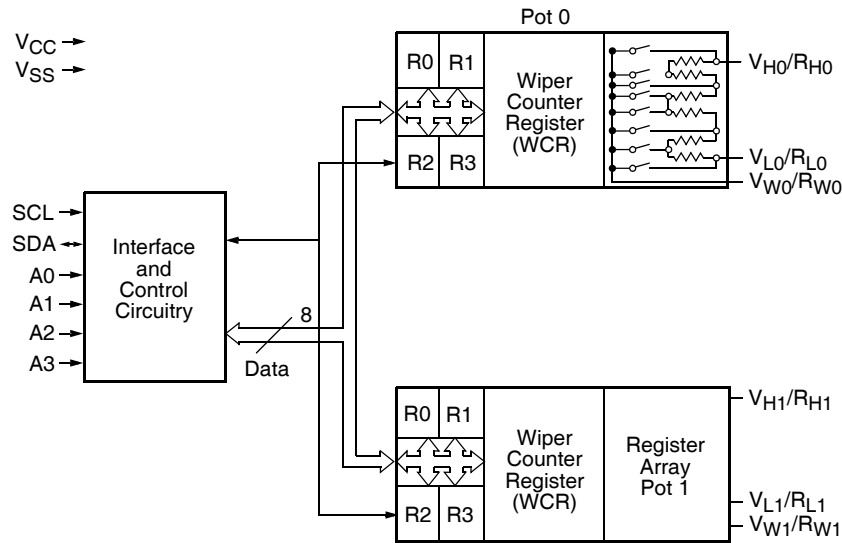 Pot 0
VCC
VSS
R0 R1
R2 R3
Wiper
Counter
Register
(WCR)
VH0/RH0
VL0/RL0
VW0/RW0
SCL
SDA
A0
A1
A2
A3
Interface
and
Control
Circuitry
8
Data
R0 R1
R2 R3
Wiper
Counter
Register
(WCR)
Register
Array
Pot 1
VH1/RH1
VL1/RL1
VW1/RW1